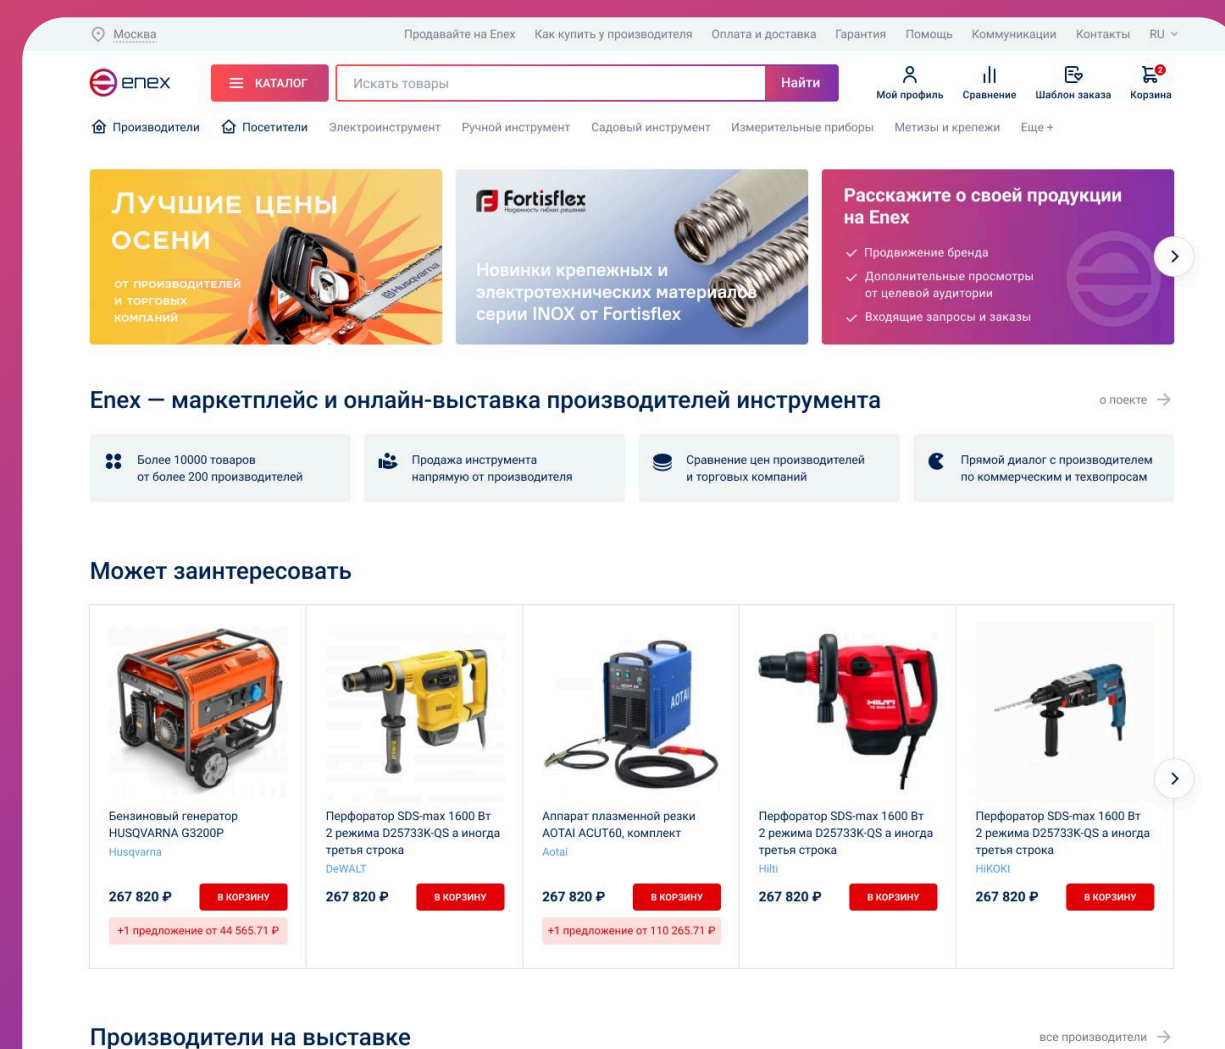 Москва
Продавайте на Enex
Как купить у производителя
Оплата и доставка
Гарантия
Помощь
Коммуникации
Контакты
RU
enex
КАТАЛОГ
Искать товары
Найти
Мой профиль
Сравнение
Шаблон заказа
2
Корзина
Производители
Посетители
Электроинструмент
Ручной инструмент
Садовый инструмент
Измерительные приборы
Метизы и крепежи
Еще +
Лучшие цены
осени
от производителей
и торговых
компаний
Husqvarna
Fortisflex
Надежность гибких решений
Новинки крепежных и
электротехнических материалов
серии INOX от Fortisflex
Расскажите о своей продукции
на Enex
Продвижение бренда
Дополнительные просмотры
от целевой аудитории
Входящие запросы и заказы
Enex — маркетплейс и онлайн-выставка производителей инструмента
о поекте
Более 10000 товаров
от более 200 производителей
Продажа инструмента
напрямую от производителя
Сравнение цен производителей
и торговых компаний
Прямой диалог с производителем
по коммерческим и техвопросам
Может заинтересовать
AOTAI
HILTI
Бензиновый генератор
HUSQVARNA G3200P
Husqvarna
267 820 ₽
В КОРЗИНУ
+1 предложение от 44 565.71 ₽
Перфоратор SDS-max 1600 Вт
2 режима D25733K-QS а иногда
третья строка
DeWALT
267 820 ₽
В КОРЗИНУ
Аппарат плазменной резки
AOTAI ACUT60, комплект
Aotai
267 820 ₽
В КОРЗИНУ
+1 предложение от 110 265.71 ₽
Перфоратор SDS-max 1600 Вт
2 режима D25733K-QS а иногда
третья строка
Hilti
267 820 ₽
В КОРЗИНУ
Перфоратор SDS-max 1600 Вт
2 режима D25733K-QS а иногда
третья строка
HiKOKI
267 820 ₽
В КОРЗИНУ
Производители на выставке
все производители